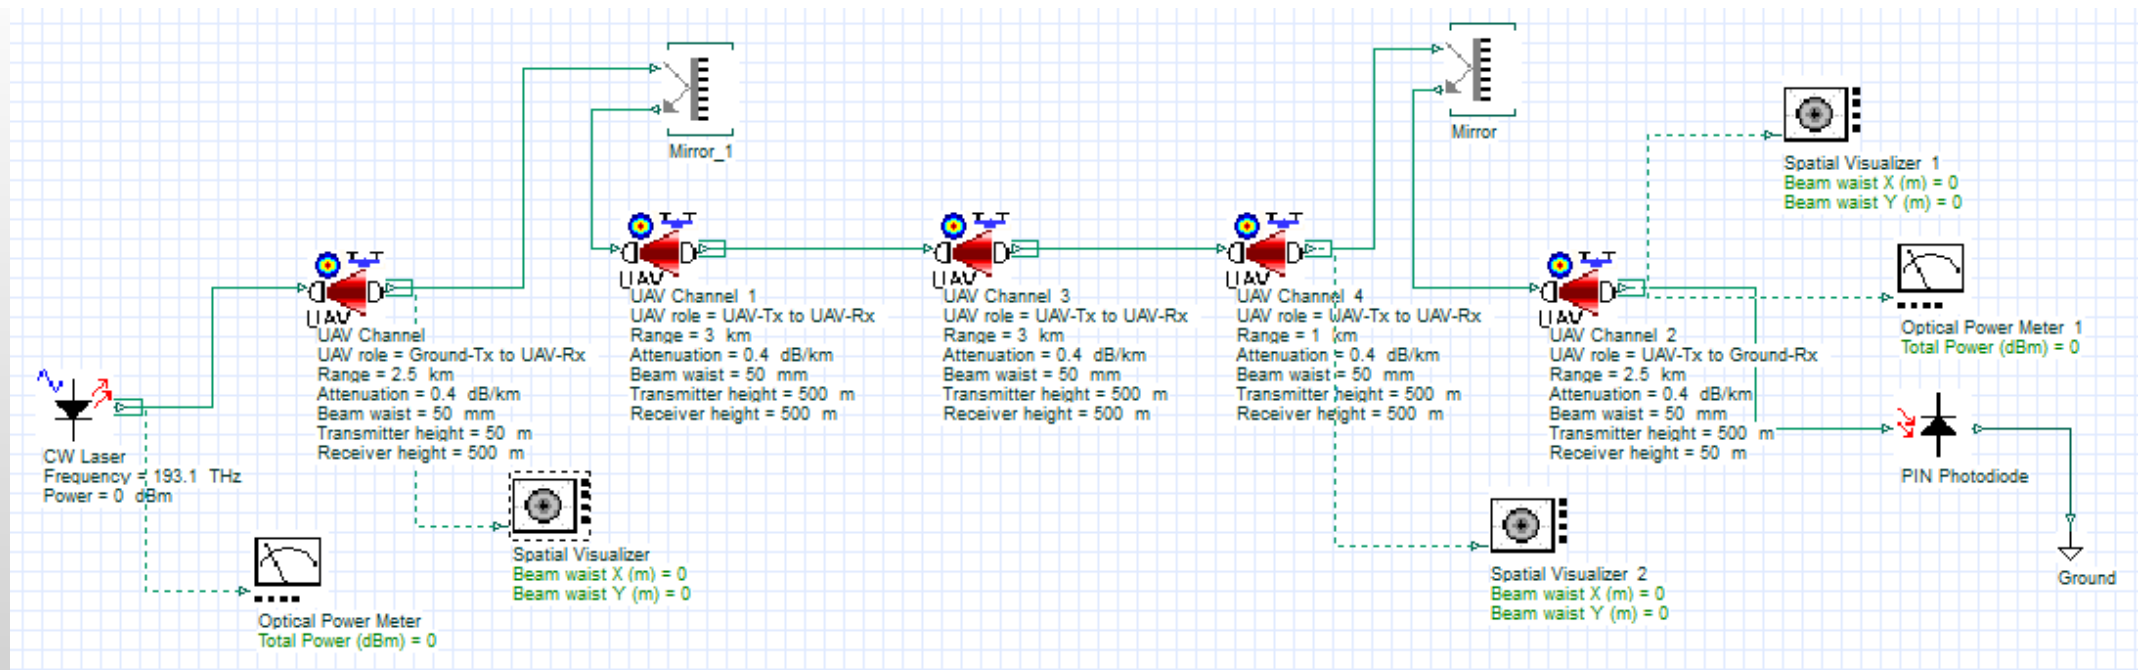 Mirror_1
Mirror
Spatial Visualizer 1
Beam waist X (m) = 0
Beam waist Y (m) = 0
UAV
UAV Channel
UAV role = Ground-Tx to UAV-Rx
Range = 2.5 km
Attenuation = 0.4 dB/km
Beam waist = 50 mm
Transmitter height = 50 m
Receiver height = 500 m
UAV
UAV Channel 1
UAV role = UAV-Tx to UAV-Rx
Range = 3 km
Attenuation = 0.4 dB/km
Beam waist = 50 mm
Transmitter height = 500 m
Receiver height = 500 m
UAV
UAV Channel 3
UAV role = UAV-Tx to UAV-Rx
Range = 3 km
Attenuation = 0.4 dB/km
Beam waist = 50 mm
Transmitter height = 500 m
Receiver height = 500 m
UAV
UAV Channel 4
UAV role = UAV-Tx to UAV-Rx
Range = 1 km
Attenuation = 0.4 dB/km
Beam waist = 50 mm
Transmitter height = 500 m
Receiver height = 500 m
UAV
UAV Channel 2
UAV role = UAV-Tx to Ground-Rx
Range = 2.5 km
Attenuation = 0.4 dB/km
Beam waist = 50 mm
Transmitter height = 500 m
Receiver height = 50 m
Optical Power Meter 1
Total Power (dBm) = 0
CW Laser
Frequency = 193.1 THz
Power = 0 dBm
PIN Photodiode
Spatial Visualizer
Beam waist X (m) = 0
Beam waist Y (m) = 0
Spatial Visualizer 2
Beam waist X (m) = 0
Beam waist Y (m) = 0
Ground
Optical Power Meter
Total Power (dBm) = 0